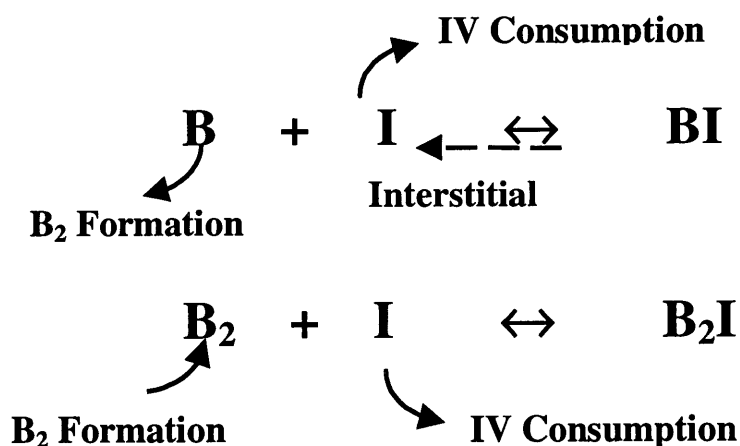 IV Consumption
B + I ↔ BI
Interstitial
B₂ Formation
B₂ + I ↔ B₂I
B₂ Formation
IV Consumption